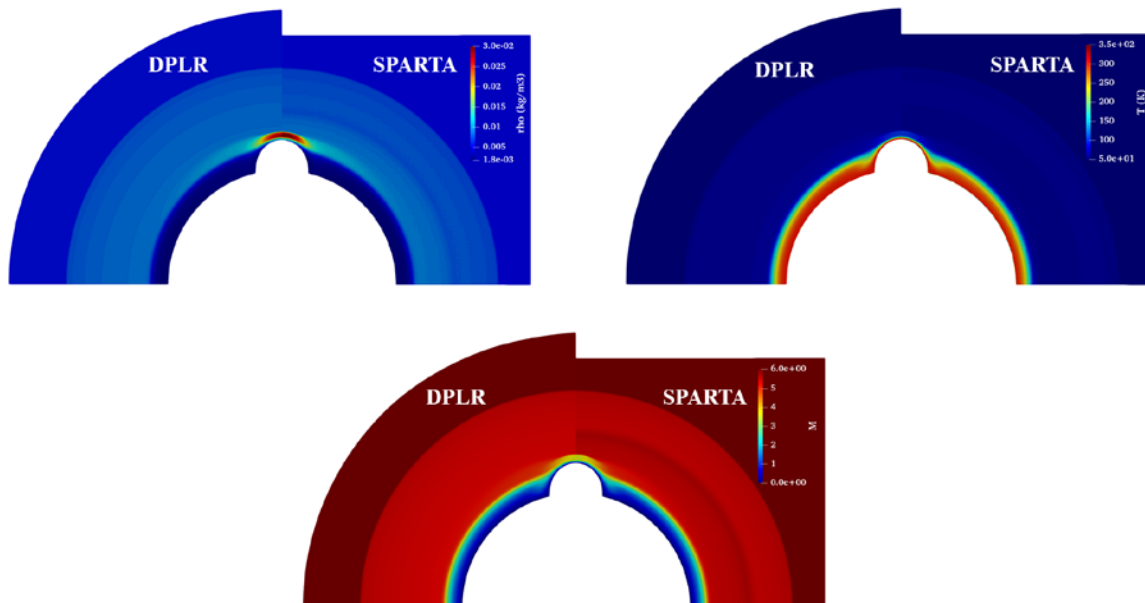 DPLR
SPARTA
3.0e-02
0.025
0.02
0.01
0.005
1.8e-03
rho (kg/m3)
DPLR
SPARTA
3.5e+02
300
250
200
150
100
5.0e+01
T (K)
DPLR
SPARTA
6.0e+00
5
4
3
2
1
0.0e+00
M